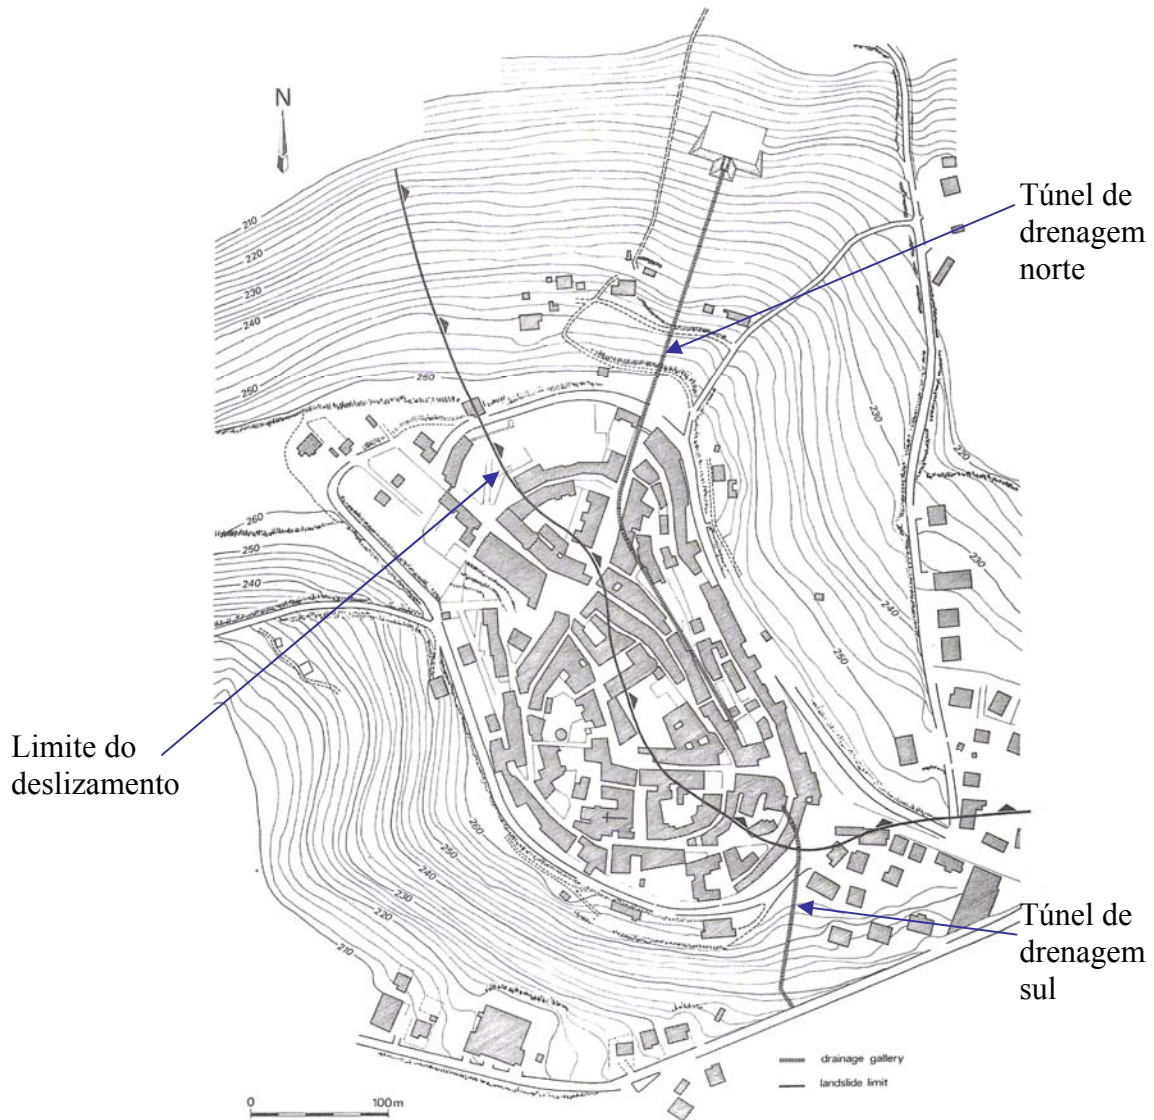 N
Túnel de
drenagem
norte
210
220
230
240
250
260
230
220
260
250
240
230
240
250
Limite do
deslizamento
260
250
240
230
220
210
Túnel de
drenagem
sul
drainage gallery
landslide limit
0 100m